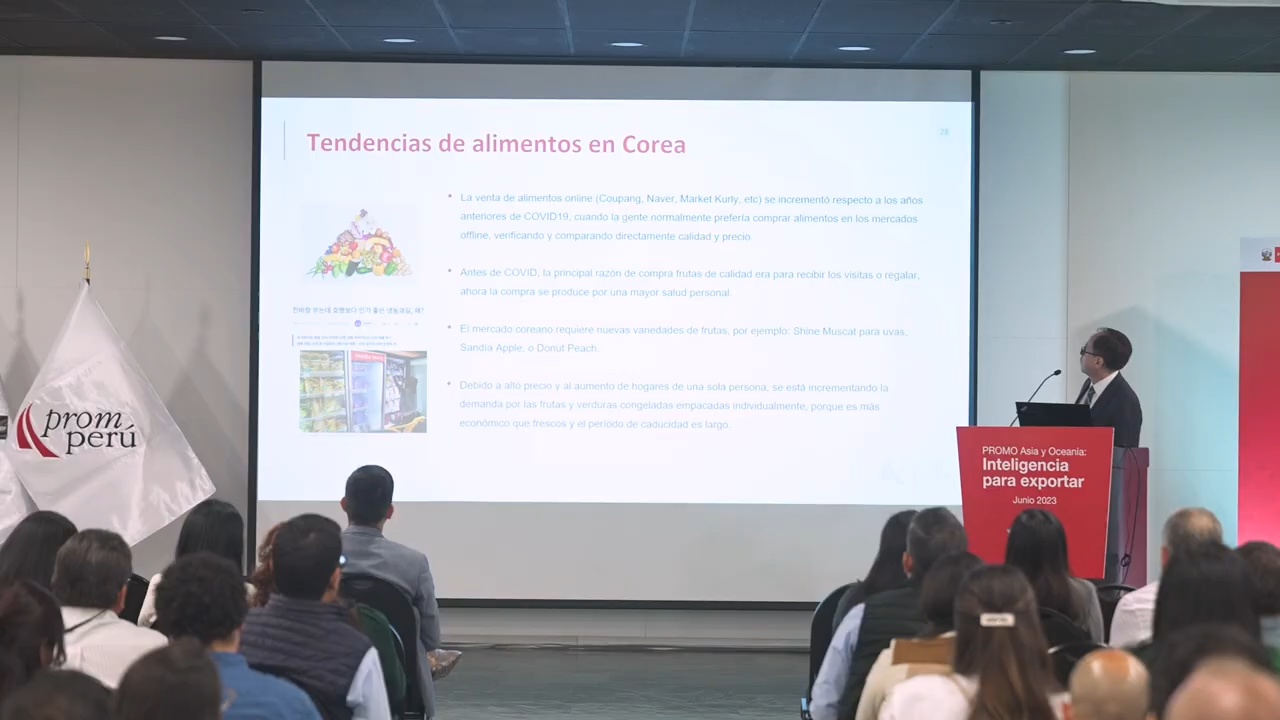 Tendencias de alimentos en Corea
28
• La venta de alimentos online (Coupang, Naver, Market Kurly, etc) se incrementó respecto a los años
anteriores de COVID19, cuando la gente normalmente prefería comprar alimentos en los mercados
offline, verificando y comparando directamente calidad y precio.
• Antes de COVID, la principal razón de compra frutas de calidad era para recibir los visitas o regalar,
ahora la compra se produce por una mayor salud personal.
• El mercado coreano requiere nuevas variedades de frutas, por ejemplo: Shine Muscat para uvas,
Sandía Apple, o Donut Peach.
• Debido a alto precio y al aumento de hogares de una sola persona, se está incrementando la
demanda por las frutas y verduras congeladas empacadas individualmente, porque es más
económico que frescos y el período de caducidad es largo.
prom
perú
PROMO Asia y Oceanía:
Inteligencia
para exportar
Junio 2023